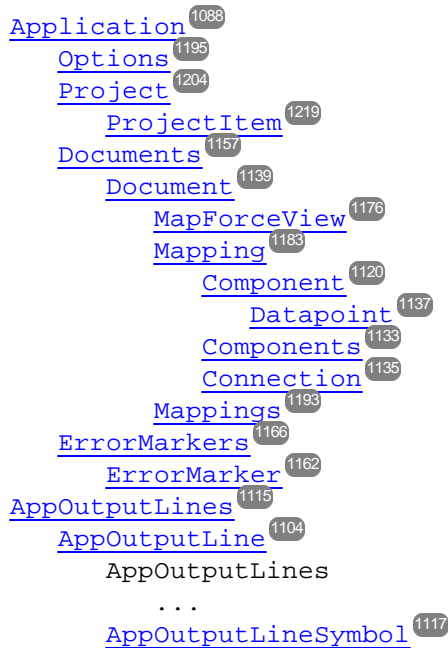 Application 1088
Options 1195
Project 1204
ProjectItem 1219
Documents 1157
Document 1139
MapForceView 1176
Mapping 1183
Component 1120
Datapoint 1137
Components 1133
Connection 1135
Mappings 1193
ErrorMarkers 1166
ErrorMarker 1162
AppOutputLines 1115
AppOutputLine 1104
AppOutputLines
...
AppOutputLineSymbol 1117